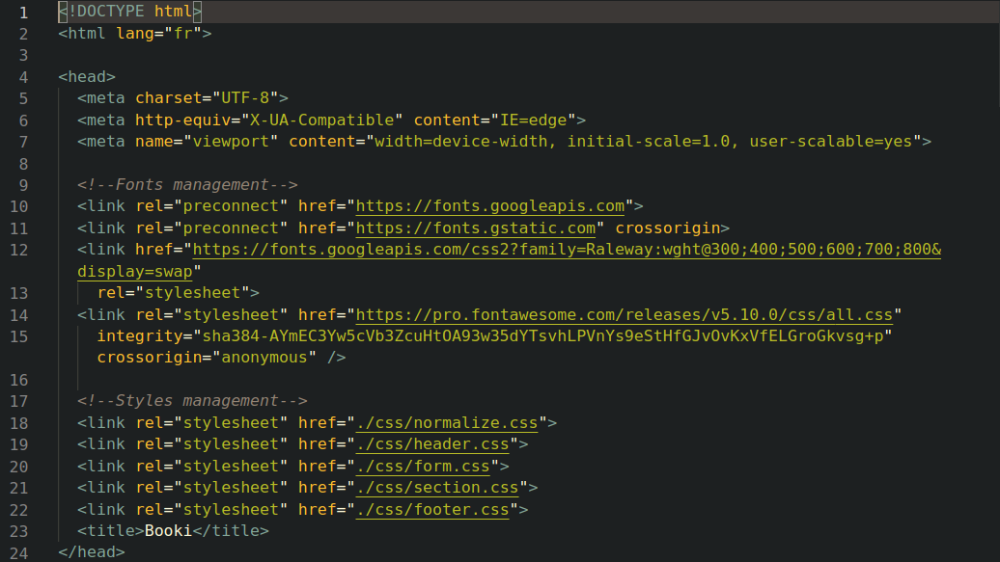 1 <!DOCTYPE html>
2 <html lang="fr">
3
4 <head>
5 <meta charset="UTF-8">
6 <meta http-equiv="X-UA-Compatible" content="IE=edge">
7 <meta name="viewport" content="width=device-width, initial-scale=1.0, user-scalable=yes">
8
9 <!--Fonts management-->
10 <link rel="preconnect" href="https://fonts.googleapis.com">
11 <link rel="preconnect" href="https://fonts.gstatic.com" crossorigin>
12 <link href="https://fonts.googleapis.com/css2?family=Raleway:wght@300;400;500;600;700;800&
display=swap"
13 rel="stylesheet">
14 <link rel="stylesheet" href="https://pro.fontawesome.com/releases/v5.10.0/css/all.css"
15 integrity="sha384-AYmEC3Yw5cVb3ZcuHtOA93w35dYTsvhLPVnYs9eStHfGJvOvKxVfELGroGkvsg+p"
crossorigin="anonymous" />
16
17 <!--Styles management-->
18 <link rel="stylesheet" href="./css/normalize.css">
19 <link rel="stylesheet" href="./css/header.css">
20 <link rel="stylesheet" href="./css/form.css">
21 <link rel="stylesheet" href="./css/section.css">
22 <link rel="stylesheet" href="./css/footer.css">
23 <title>Booki</title>
24 </head>